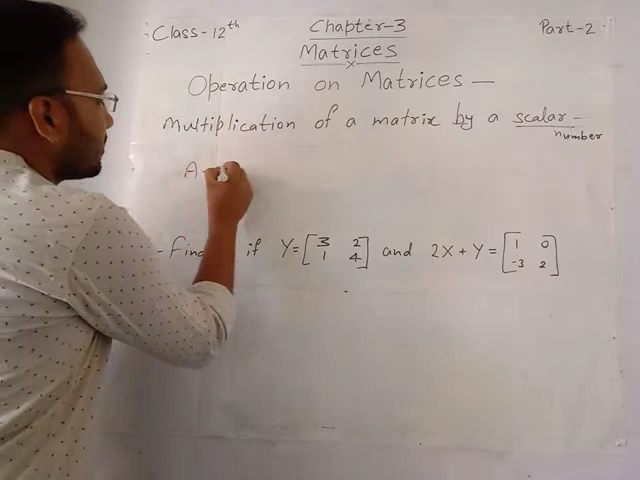 Class-12th Chapter-3 Part-2
Matrices
x
Operation on Matrices —
Multiplication of a matrix by a scalar -
number
A
- Find if Y = [3 2 and 2X + Y = [1 0
1 4] -3 2]